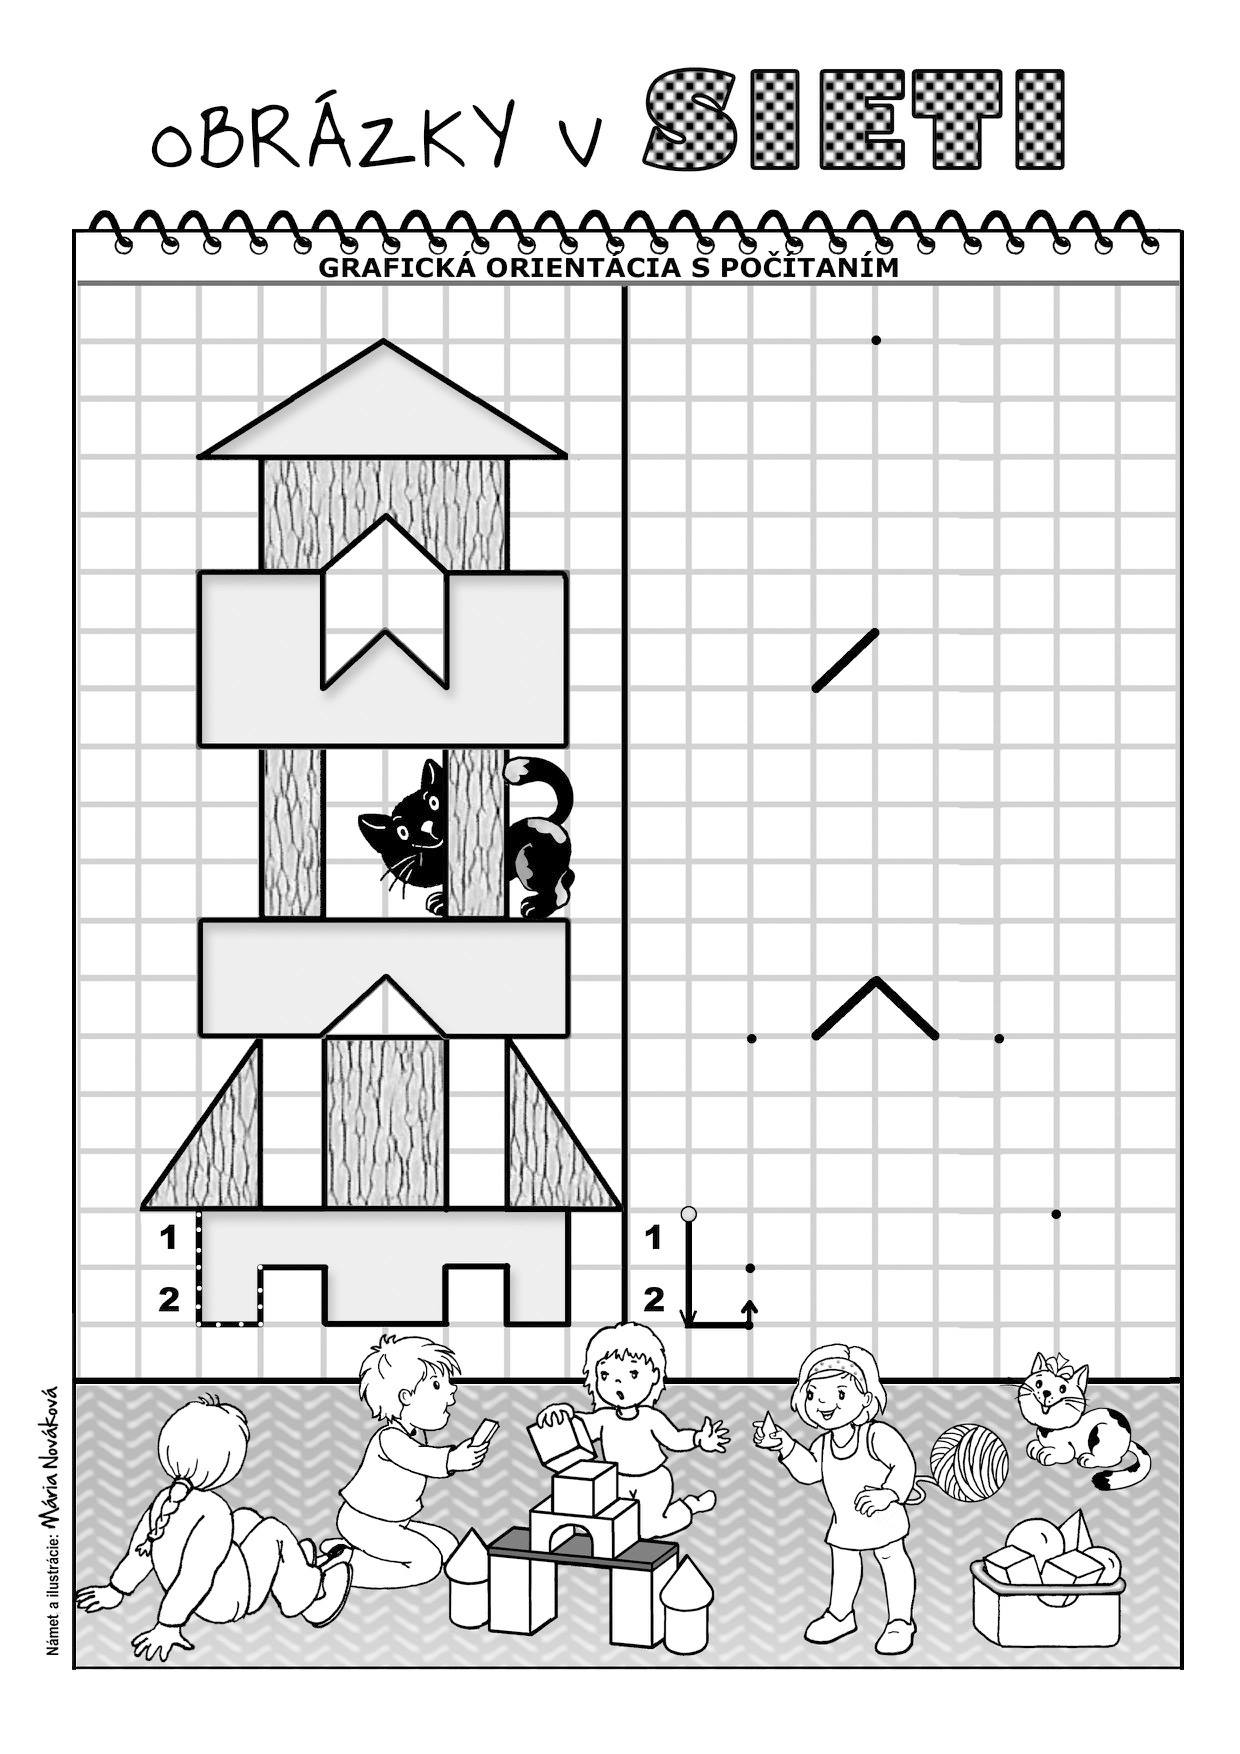 oBRÁZKY V SIETI
GRAFICKÁ ORIENTÁCIA S POČÍTANÍM
1
2
1
2
Námet a ilustrácie: Mária Nováková